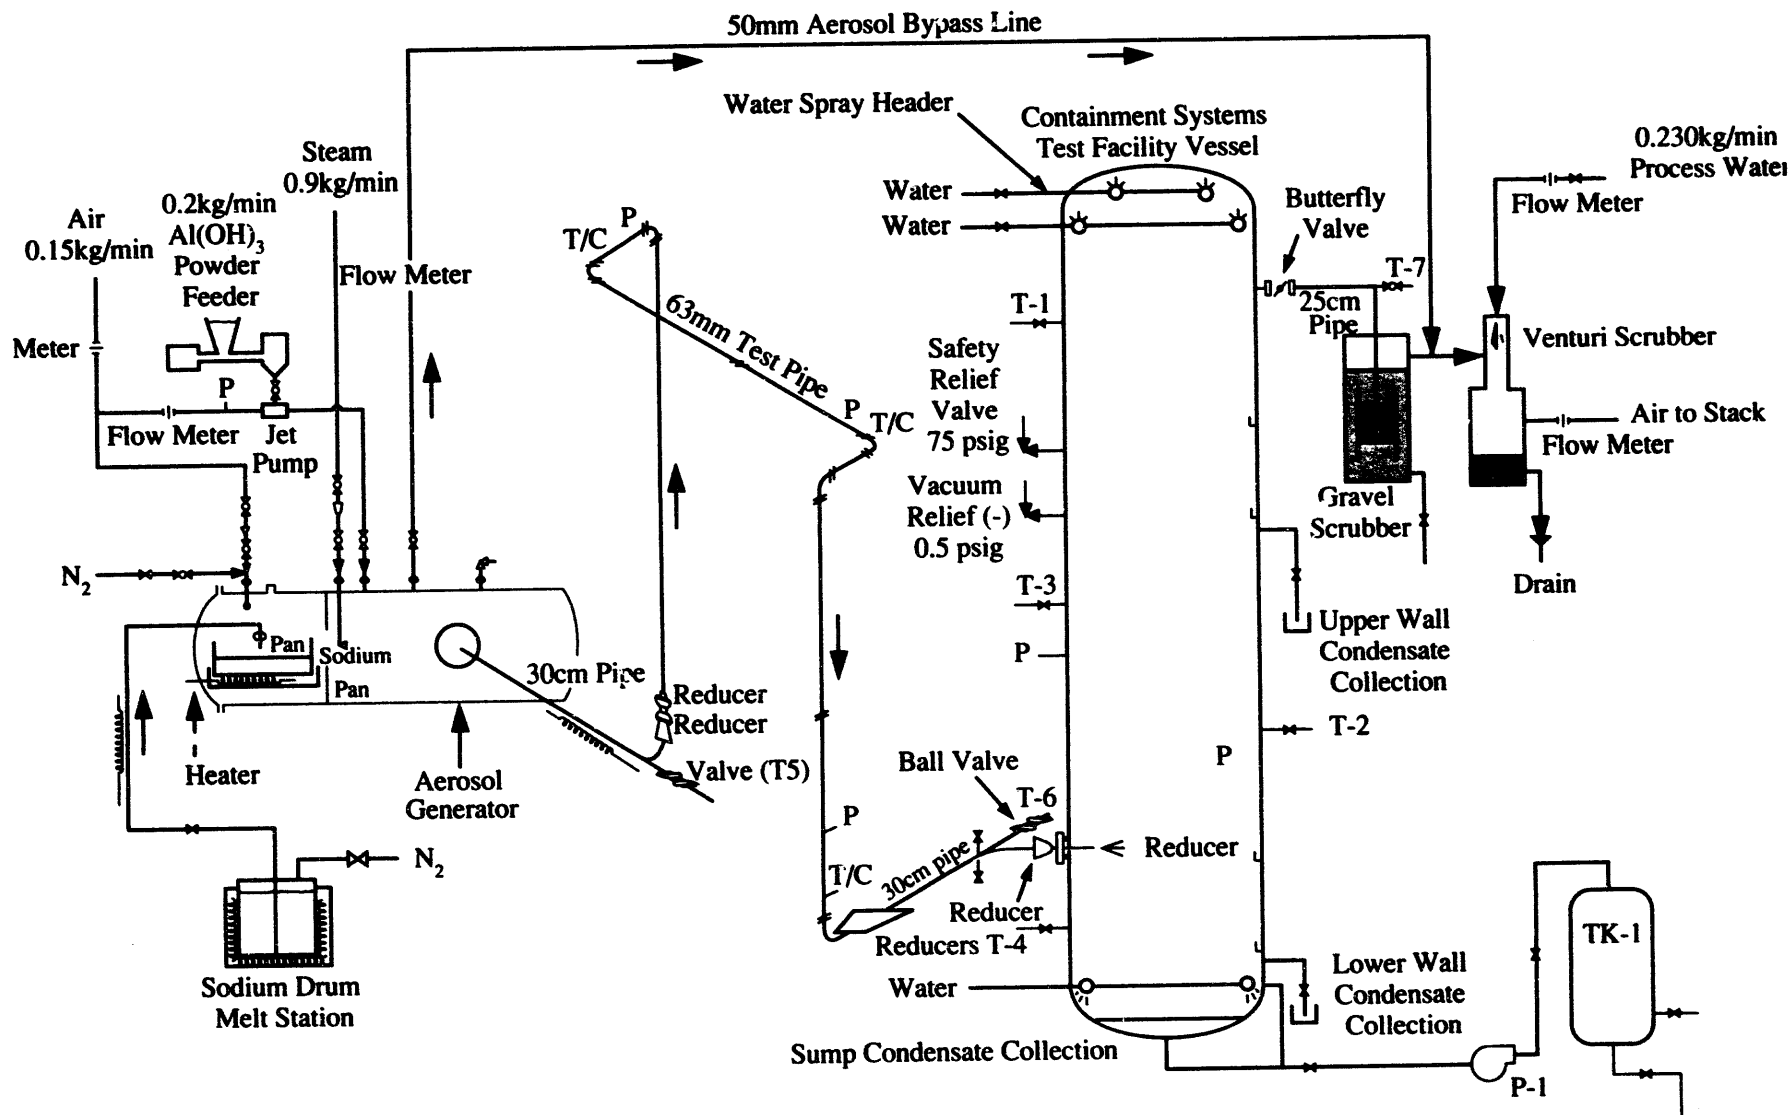 50mm Aerosol Bypass Line
Water Spray Header
Containment Systems
Test Facility Vessel
0.230kg/min
Process Water
Flow Meter
Steam
0.9kg/min
0.2kg/min
Al(OH)3
Powder
Feeder
Air
0.15kg/min
Water
Water
Butterfly
Valve
T-7
25cm
Pipe
P
T/C
Flow Meter
63mm Test Pipe
T-1
Meter
P
Venturi Scrubber
Safety
Relief
Valve
75 psig
P
T/C
Flow Meter
Jet
Pump
Air to Stack
Flow Meter
Vacuum
Relief (-)
0.5 psig
Gravel
Scrubber
Drain
N2
T-3
P
Upper Wall
Condensate
Collection
Pan
Sodium
Pan
30cm Pipe
Reducer
Reducer
T-2
P
Heater
Aerosol
Generator
Valve (T5)
Ball Valve
T-6
P
30cm pipe
Reducer
T/C
N2
Reducer
Reducers T-4
TK-1
Sodium Drum
Melt Station
Water
Lower Wall
Condensate
Collection
Sump Condensate Collection
P-1